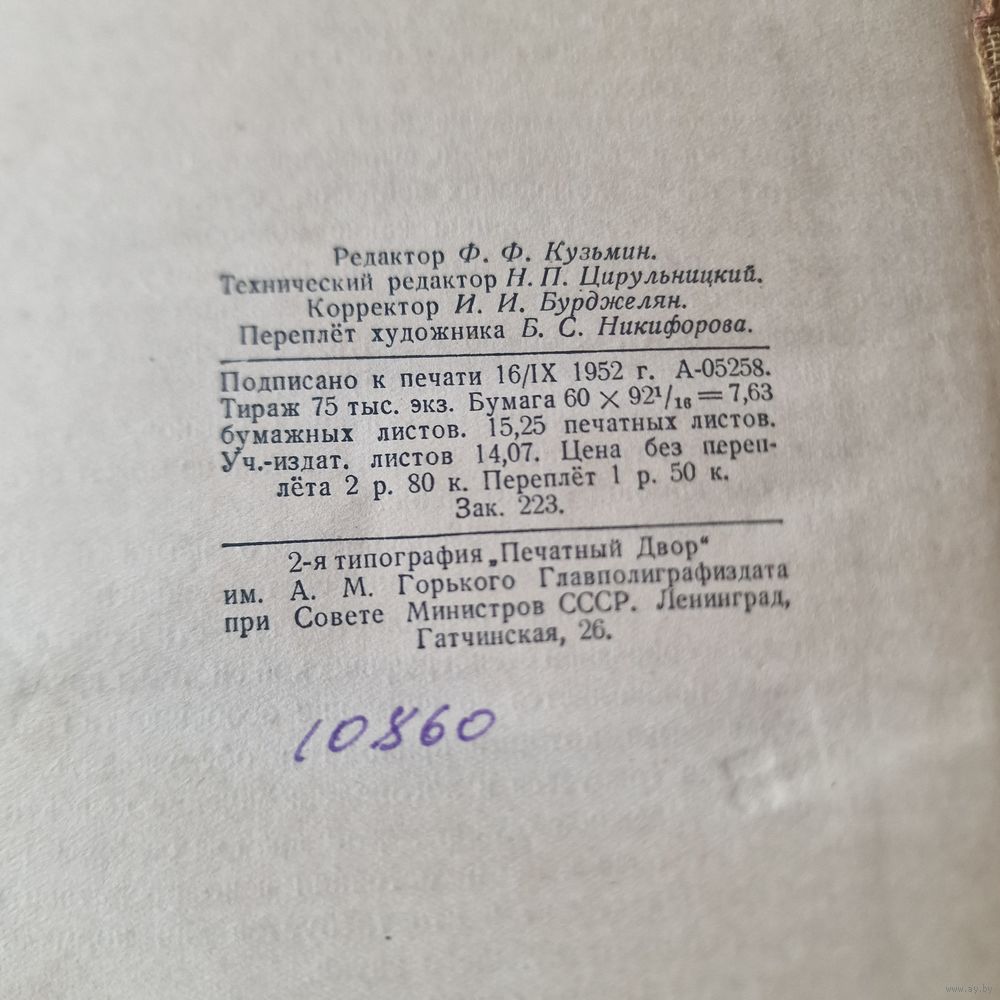 Редактор Ф. Ф. Кузьмин.
Технический редактор Н. П. Цирульницкий.
Корректор И. И. Бурджелян.
Переплёт художника Б. С. Никифорова.
Подписано к печати 16/IX 1952 г. А-05258.
Тираж 75 тыс. экз. Бумага 60 × 92¹/₁₆ = 7,63
бумажных листов. 15,25 печатных листов.
Уч.-издат. листов 14,07. Цена без переп-
лёта 2 р. 80 к. Переплёт 1 р. 50 к.
Зак. 223.
2-я типография „Печатный Двор“
им. А. М. Горького Главполиграфиздата
при Совете Министров СССР. Ленинград,
Гатчинская, 26.
10860
www.ay.by